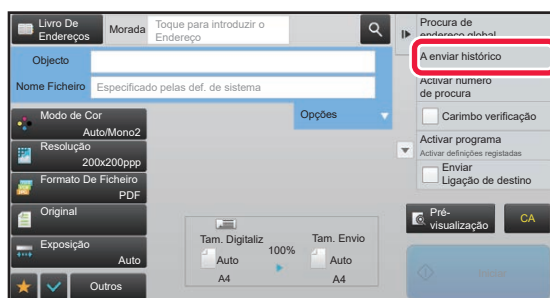 Livro De
Endereços
Morada
Toque para introduzir o
Endereço
Procura de
endereço global
Objecto
A enviar histórico
Nome Ficheiro
Especificado pelas def. de sistema
Activar número
de procura
Modo de Cor
Auto/Mono2
Opções
Carimbo verificação
Resolução
200x200ppp
Activar programa
Activar definições registadas
Formato De Ficheiro
PDF
Enviar
Ligação de destino
Original
Pré-
visualização
CA
Tam. Digitaliz
100%
Tam. Envio
Exposição
Auto
Auto
Auto
A4
A4
Iniciar
Outros